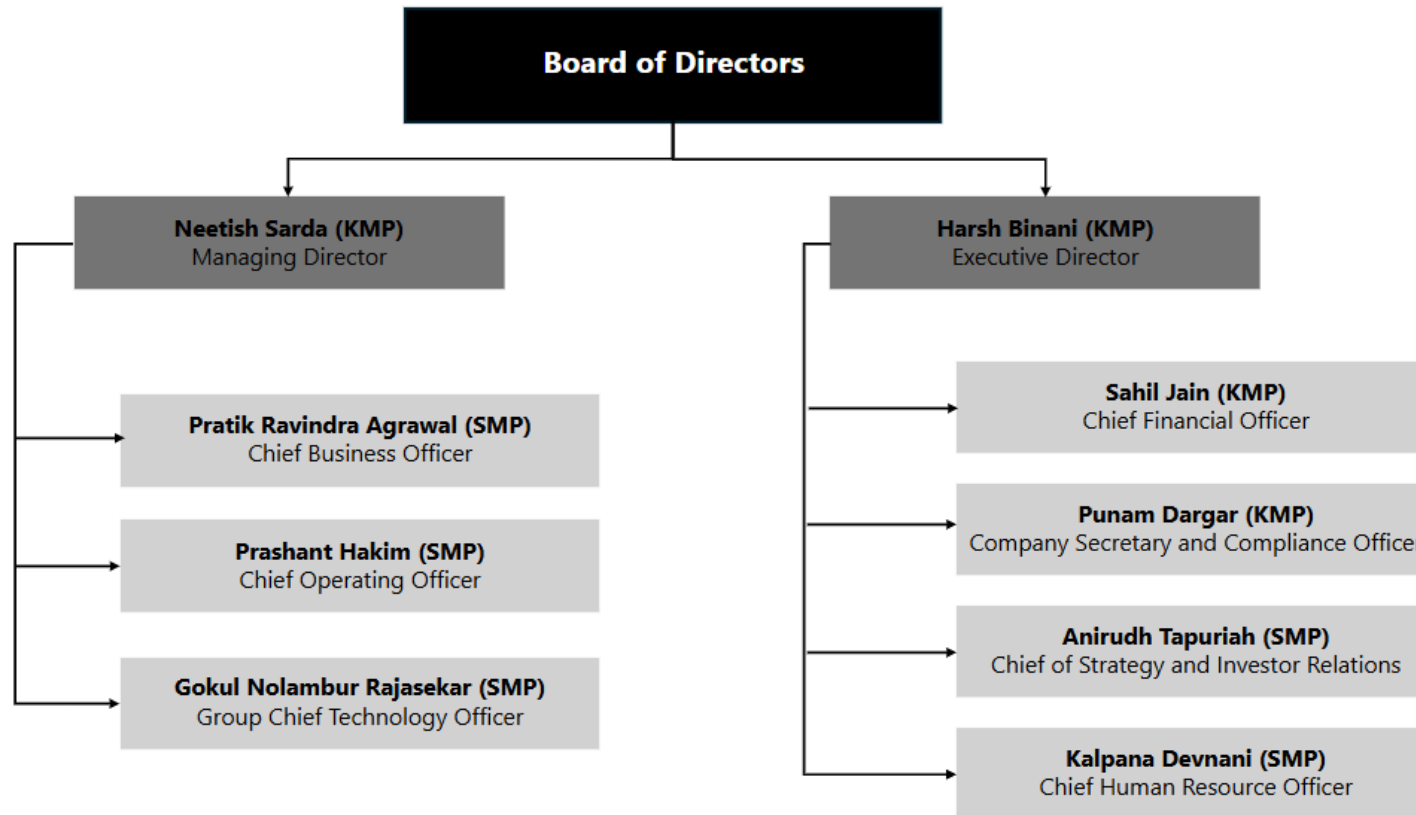 Board of Directors
Neetish Sarda (KMP)
Managing Director
Harsh Binani (KMP)
Executive Director
Pratik Ravindra Agrawal (SMP)
Chief Business Officer
Prashant Hakim (SMP)
Chief Operating Officer
Gokul Nolambur Rajasekar (SMP)
Group Chief Technology Officer
Sahil Jain (KMP)
Chief Financial Officer
Punam Dargar (KMP)
Company Secretary and Compliance Officer
Anirudh Tapuriah (SMP)
Chief of Strategy and Investor Relations
Kalpana Devnani (SMP)
Chief Human Resource Officer